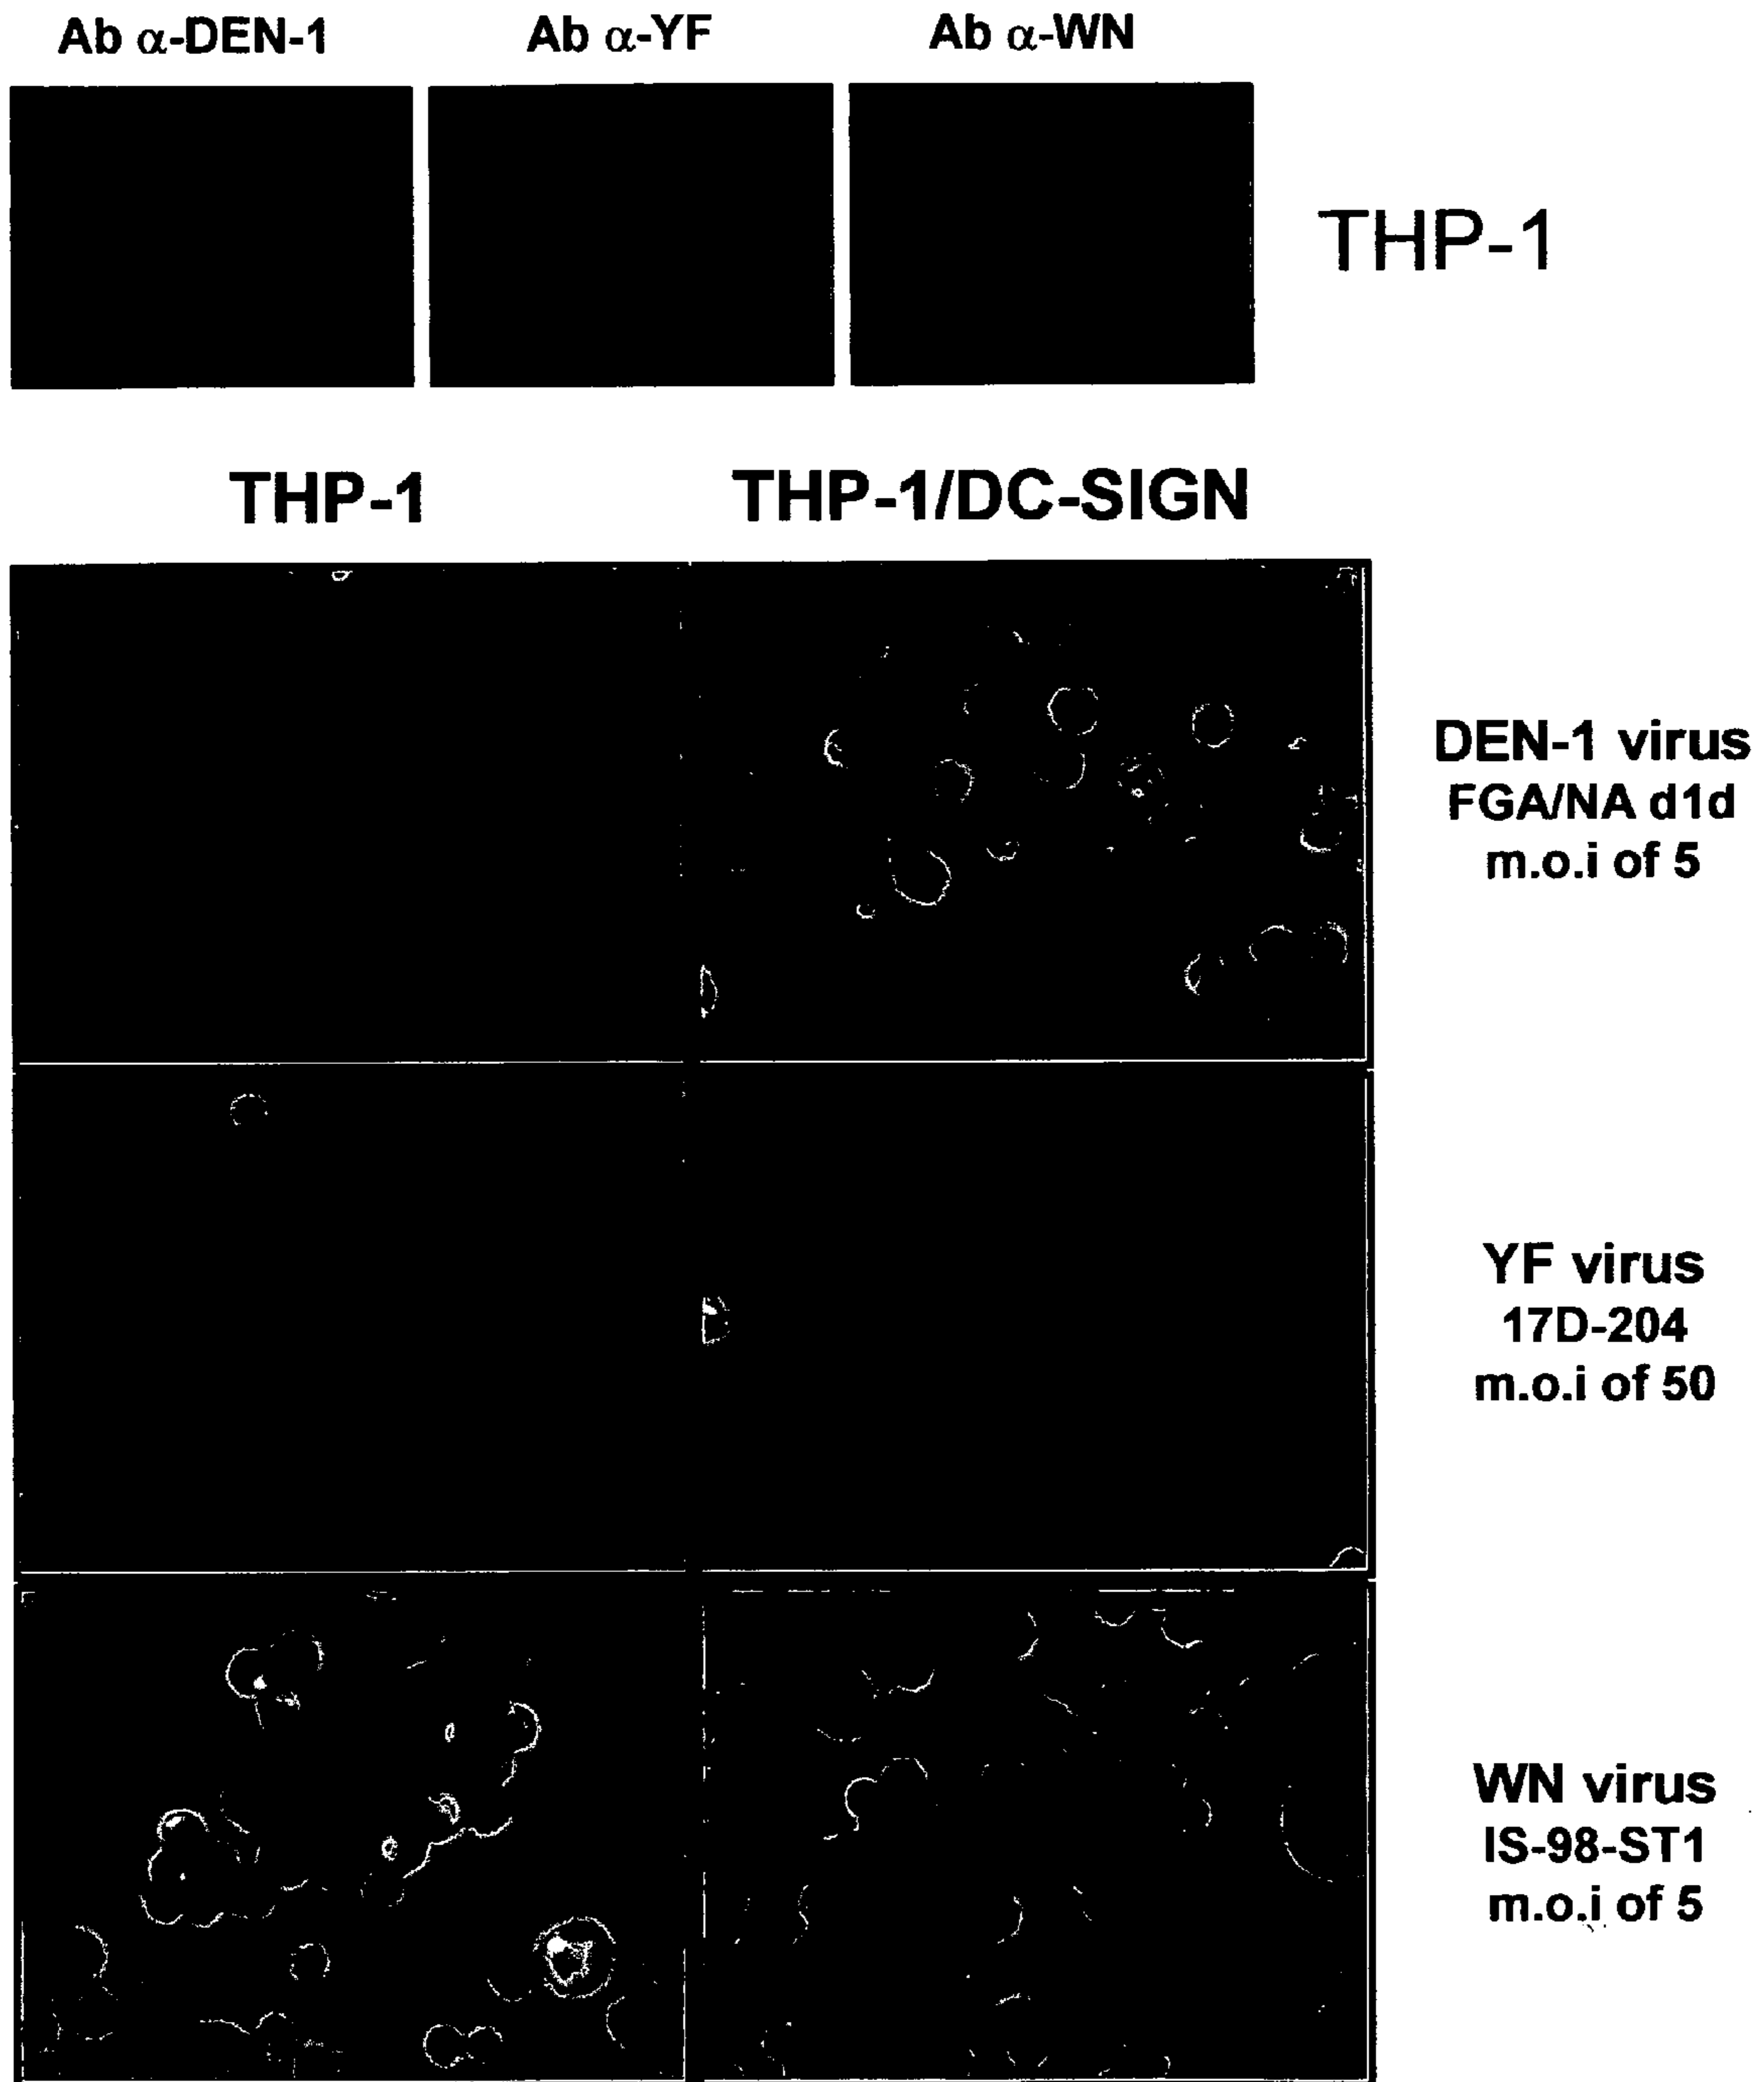 Ab α-DEN-1 Ab α-YF Ab α-WN
THP-1
THP-1 THP-1/DC-SIGN
DEN-1 virus
FGA/NA d1d
m.o.i of 5
YF virus
17D-204
m.o.i of 50
WN virus
IS-98-ST1
m.o.i of 5